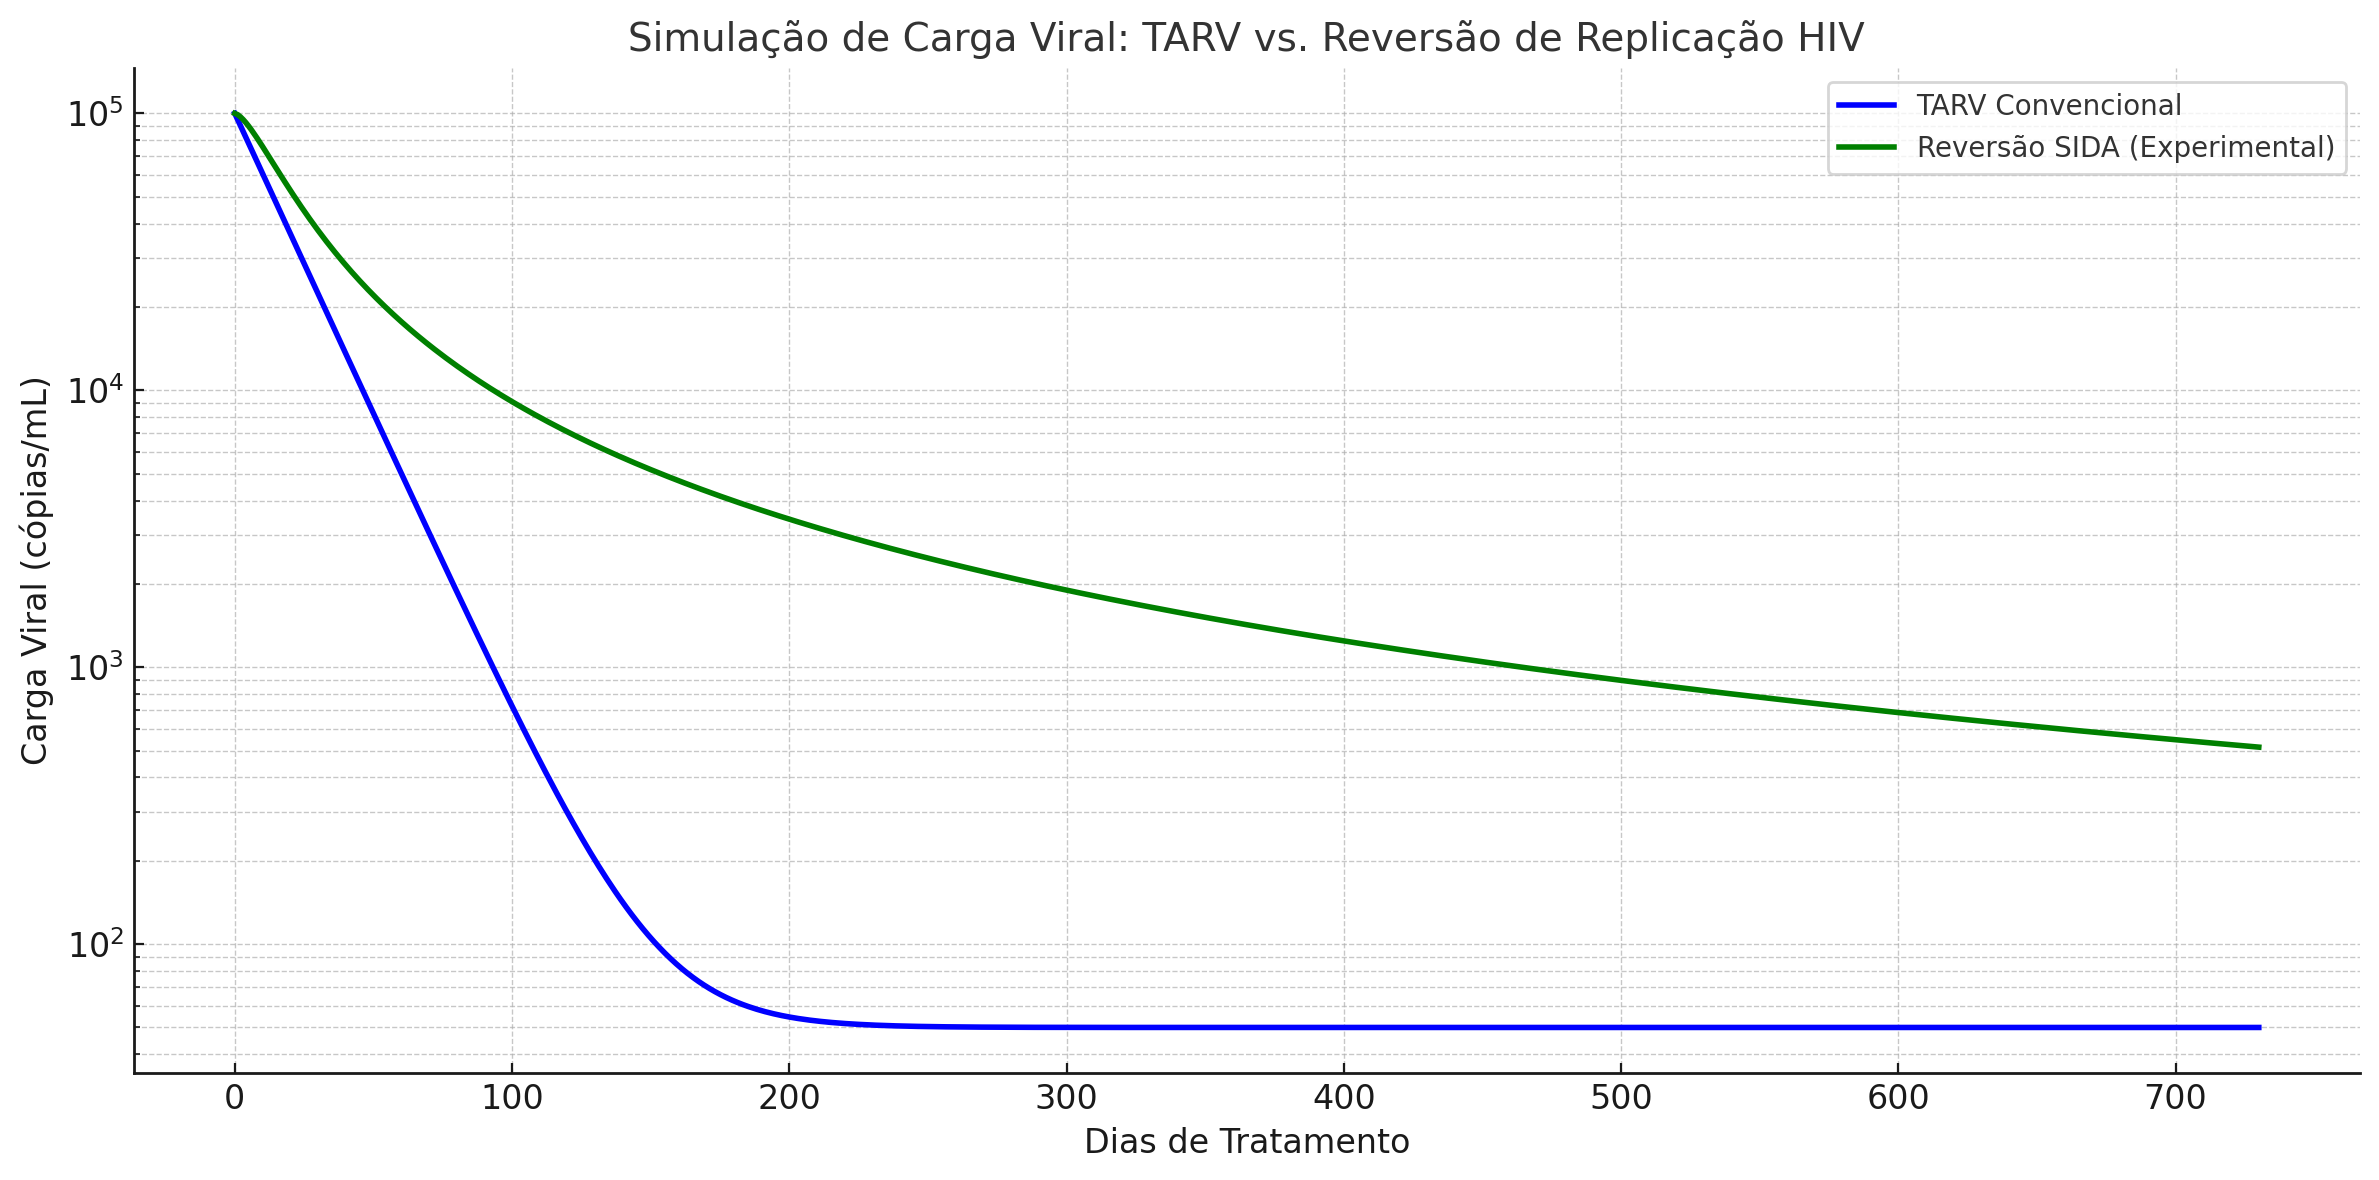 Simulação de Carga Viral: TARV vs. Reversão de Replicação HIV
TARV Convencional
Reversão SIDA (Experimental)
Carga Viral (cópias/mL)
10⁵
10⁴
10³
10²
0 100 200 300 400 500 600 700
Dias de Tratamento